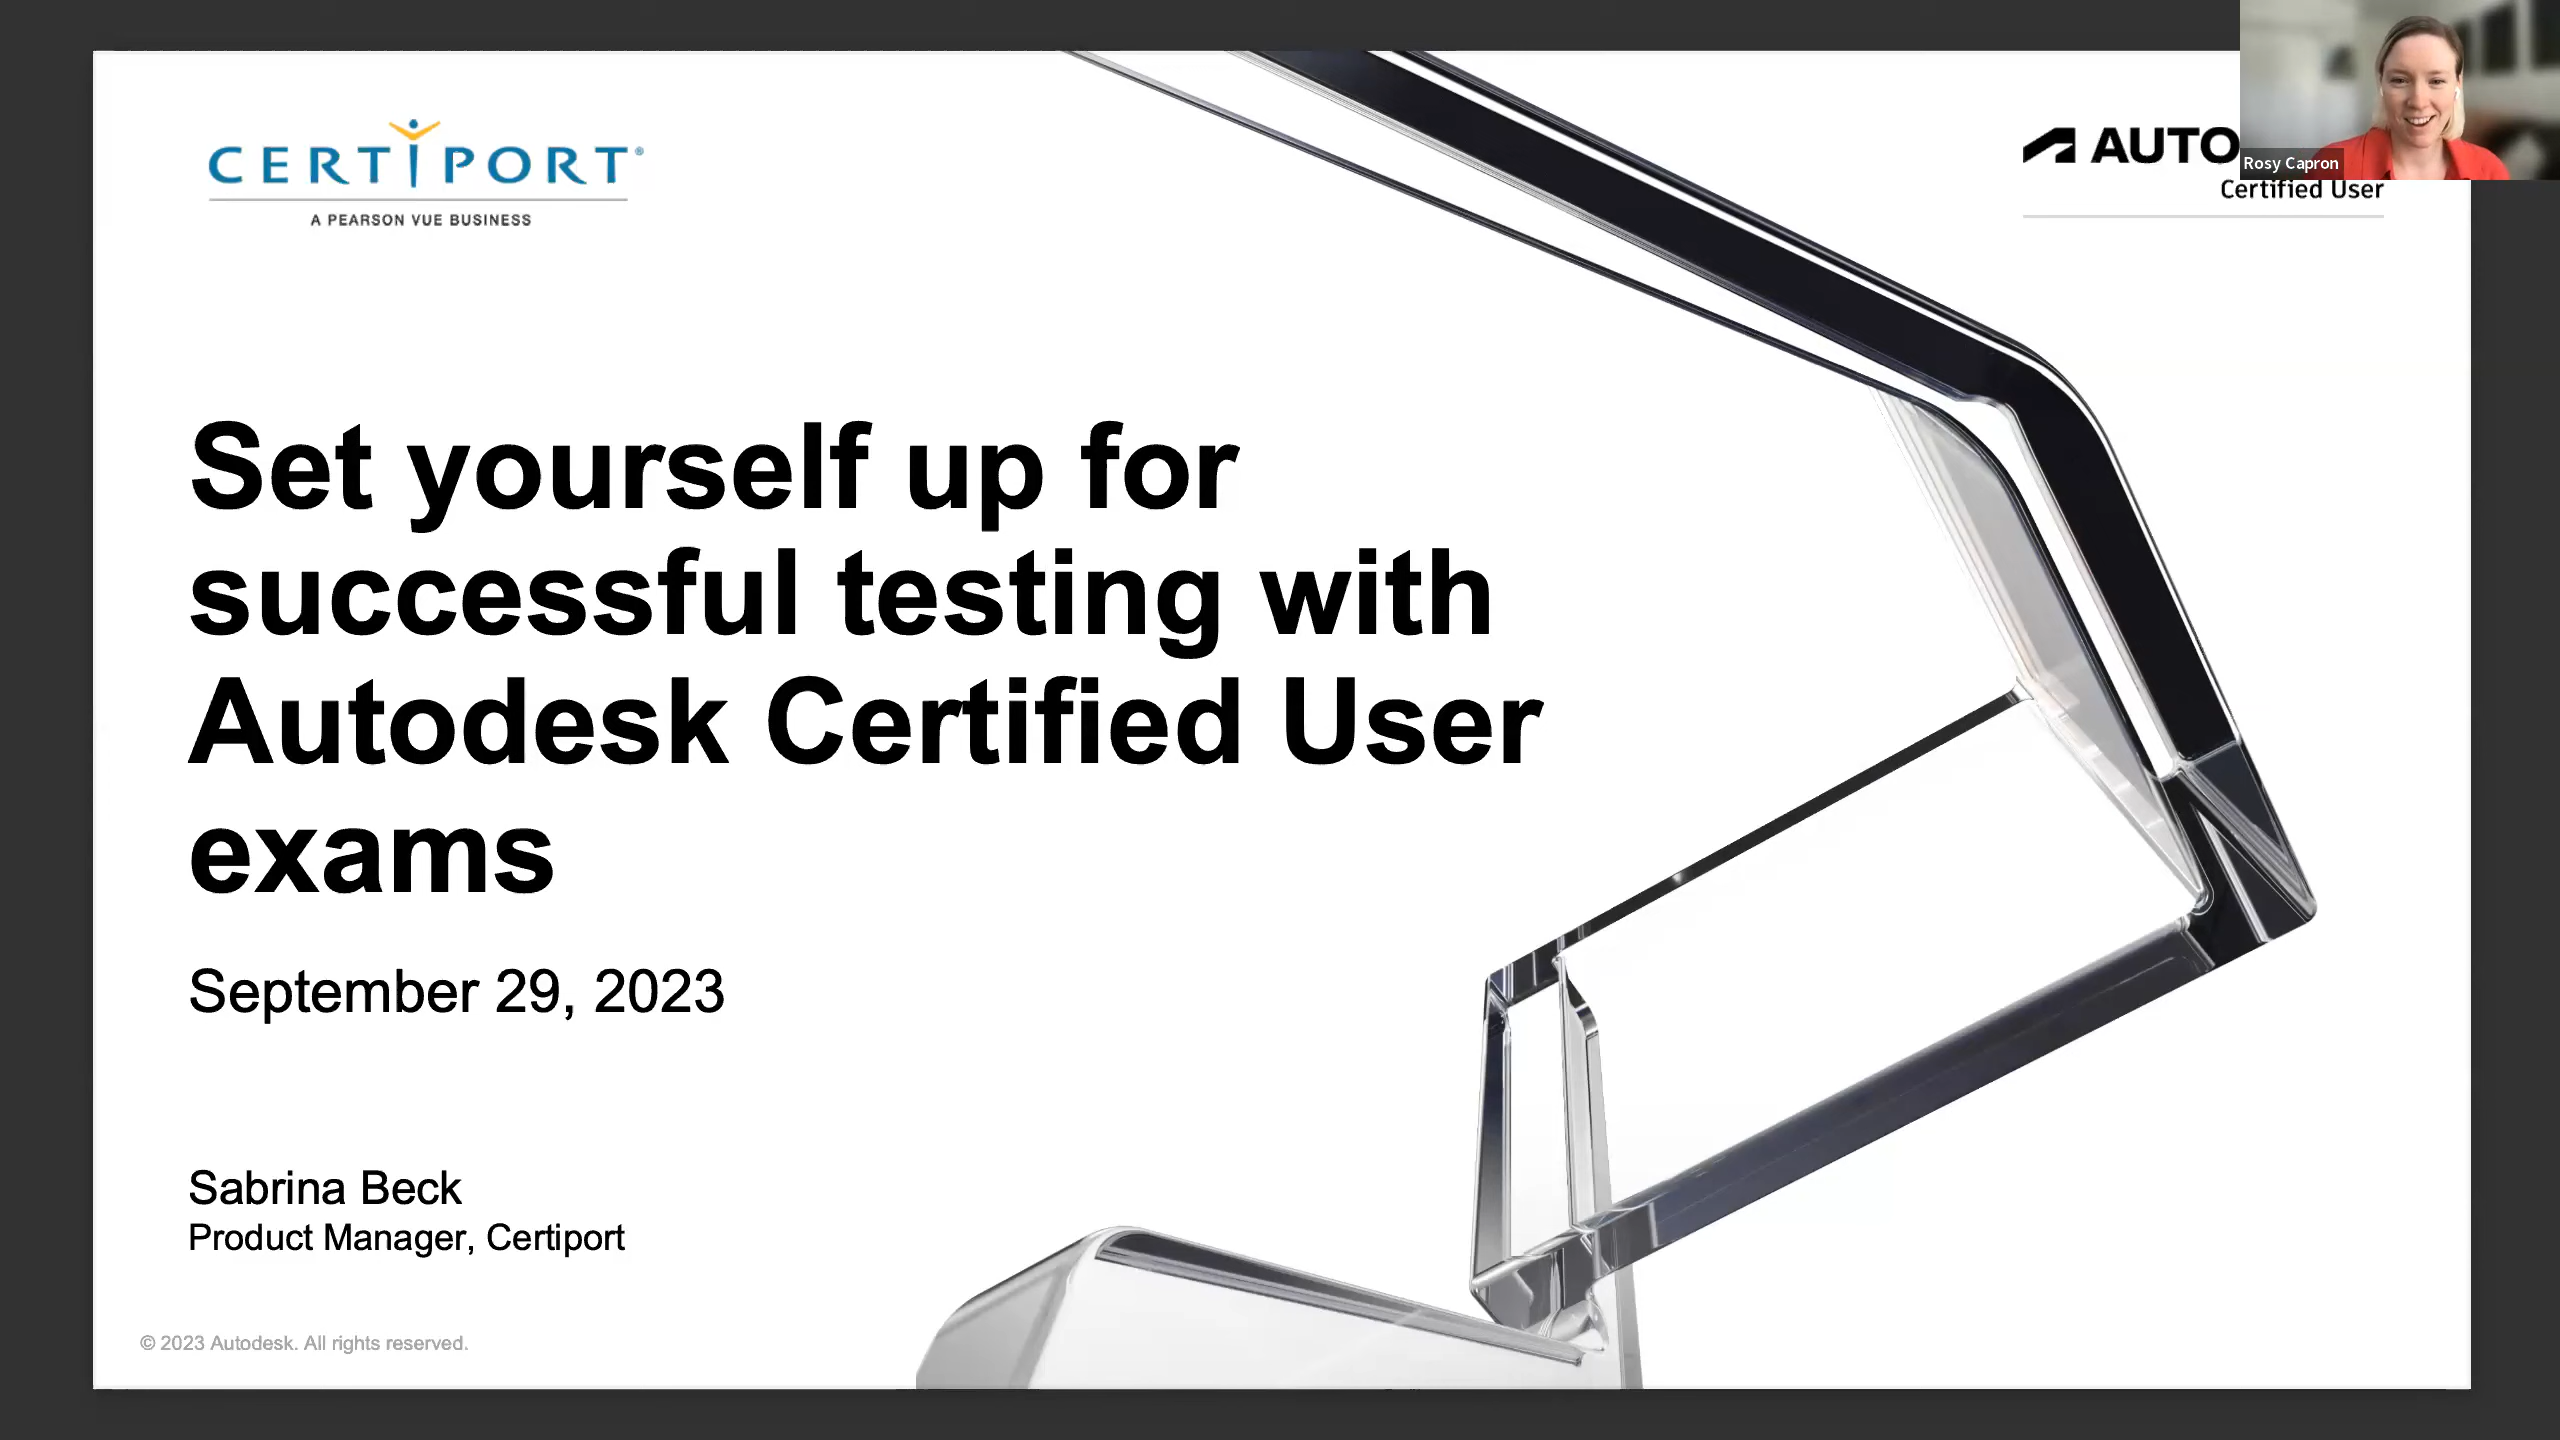 CERTIPORT®
A PEARSON VUE BUSINESS
AUTO
Rosy Capron
Certified User
Set yourself up for
successful testing with
Autodesk Certified User
exams
September 29, 2023
Sabrina Beck
Product Manager, Certiport
© 2023 Autodesk. All rights reserved.